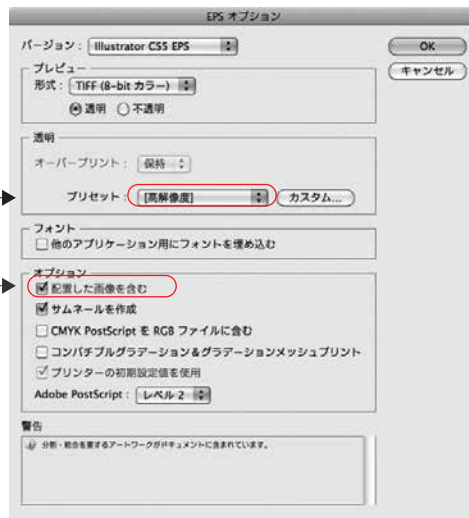 EPS オプション
バージョン： Illustrator CS5 EPS
OK
キャンセル
プレビュー
形式： TIFF (8-bit カラー)
透明 不透明
透明
オーバープリント： 保持
プリセット： [高解像度] カスタム...
フォント
他のアプリケーション用にフォントを埋め込む
オプション
配置した画像を含む
サムネールを作成
CMYK PostScript を RGB ファイルに含む
コンパチブルグラデーション＆グラデーションメッシュプリント
プリンターの初期設定値を使用
Adobe PostScript： レベル 2
警告
分割・統合を要するアートワークがドキュメントに含まれています。